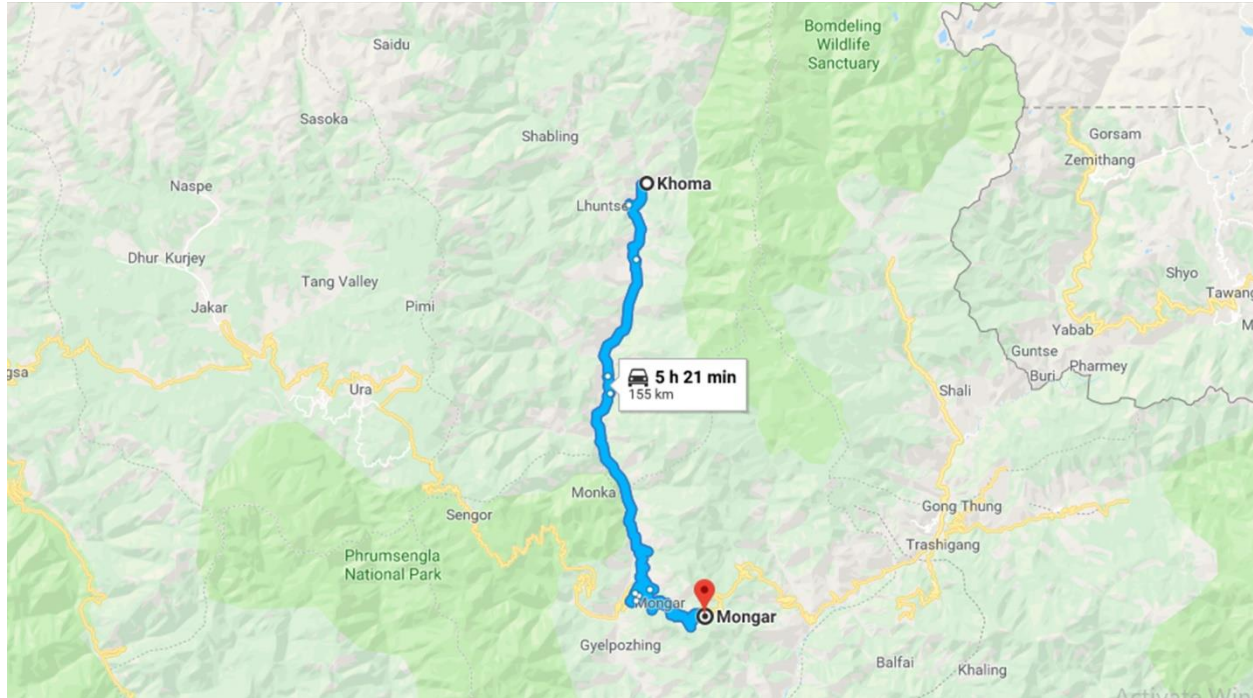 Bomdeling
Wildlife
Sanctuary
Saidu
Sasoka
Shabling
Gorsam
Zemithang
Naspe
Khoma
Lhuntse
Dhur Kurjey
Tang Valley
Shyo
Tawang
Jakar
Pimi
Yabab
M
Guntse
Pharmey
Buri
gsa
5 h 21 min
155 km
Ura
Shali
Monka
Gong Thung
Sengor
Trashigang
Phrumsengla
National Park
Mongar
Mongar
Gyelpozhing
Balfai
Khaling